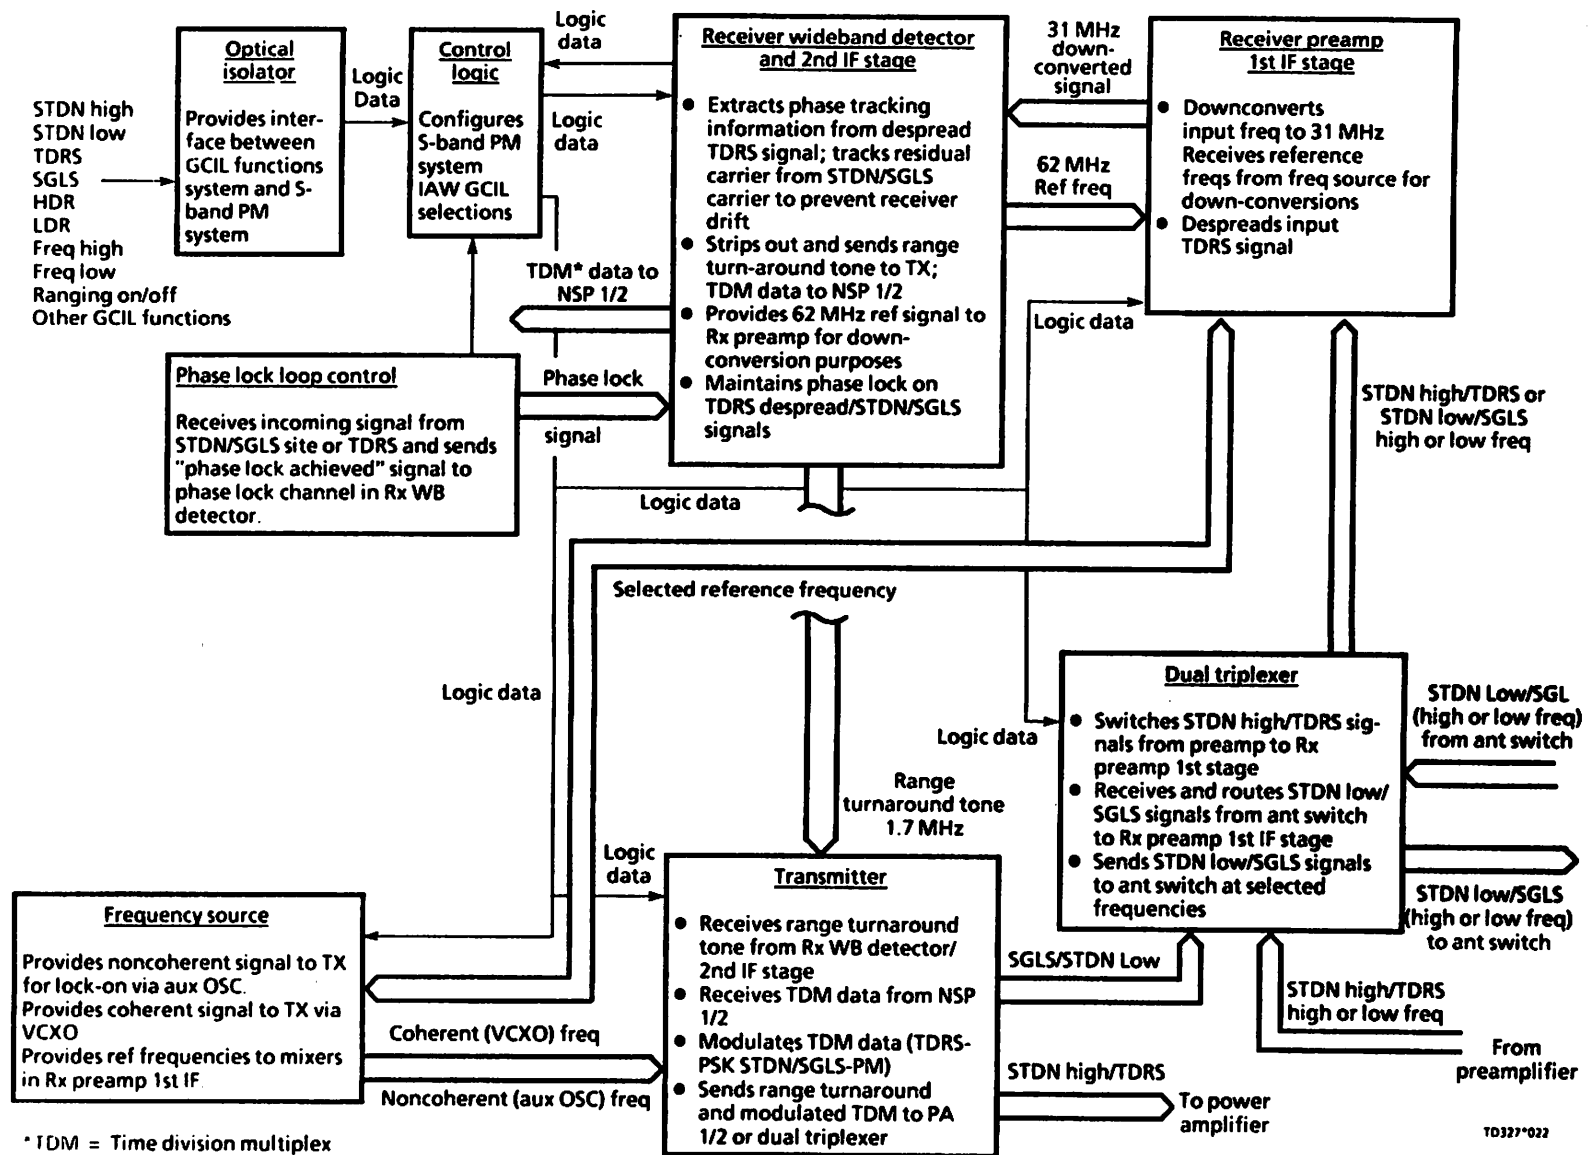 Optical
isolator
Provides inter-
face between
GCIL functions
system and S-
band PM
system
STDN high
STDN low
TDRS
SGLS
HDR
LDR
Freq high
Freq low
Ranging on/off
Other GCIL functions
Logic
Data
Control
logic
Configures
S-band PM
system
IAW GCIL
selections
Logic
data
Logic
data
Receiver wideband detector
and 2nd IF stage
● Extracts phase tracking
information from despread
TDRS signal; tracks residual
carrier from STDN/SGLS
carrier to prevent receiver
drift
● Strips out and sends range
turn-around tone to TX;
TDM data to NSP 1/2
● Provides 62 MHz ref signal to
Rx preamp for down-
conversion purposes
● Maintains phase lock on
TDRS despread/STDN/SGLS
signals
31 MHz
down-
converted
signal
62 MHz
Ref freq
Receiver preamp
1st IF stage
● Downconverts
input freq to 31 MHz
Receives reference
freqs from freq source for
down-conversions
● Despreads input
TDRS signal
TDM* data to
NSP 1/2
Logic data
Phase lock loop control
Receives incoming signal from
STDN/SGLS site or TDRS and sends
"phase lock achieved" signal to
phase lock channel in Rx WB
detector.
Phase lock
signal
STDN high/TDRS or
STDN low/SGLS
high or low freq
Logic data
Selected reference frequency
Logic data
Logic data
Range
turnaround tone
1.7 MHz
Dual triplexer
● Switches STDN high/TDRS sig-
nals from preamp to Rx
preamp 1st stage
● Receives and routes STDN low/
SGLS signals from ant switch
to Rx preamp 1st IF stage
● Sends STDN low/SGLS signals
to ant switch at selected
frequencies
STDN Low/SGL
(high or low freq)
from ant switch
STDN low/SGLS
(high or low freq)
to ant switch
Logic
data
Frequency source
Provides noncoherent signal to TX
for lock-on via aux OSC.
Provides coherent signal to TX via
VCXO
Provides ref frequencies to mixers
in Rx preamp 1st IF.
Coherent (VCXO) freq
Noncoherent (aux OSC) freq
Transmitter
● Receives range turnaround
tone from Rx WB detector/
2nd IF stage
● Receives TDM data from NSP
1/2
● Modulates TDM data (TDRS-
PSK STDN/SGLS-PM)
● Sends range turnaround
and modulated TDM to PA
1/2 or dual triplexer
SGLS/STDN Low
STDN high/TDRS
To power
amplifier
STDN high/TDRS
high or low freq
From
preamplifier
* TDM = Time division multiplex
TD327*022